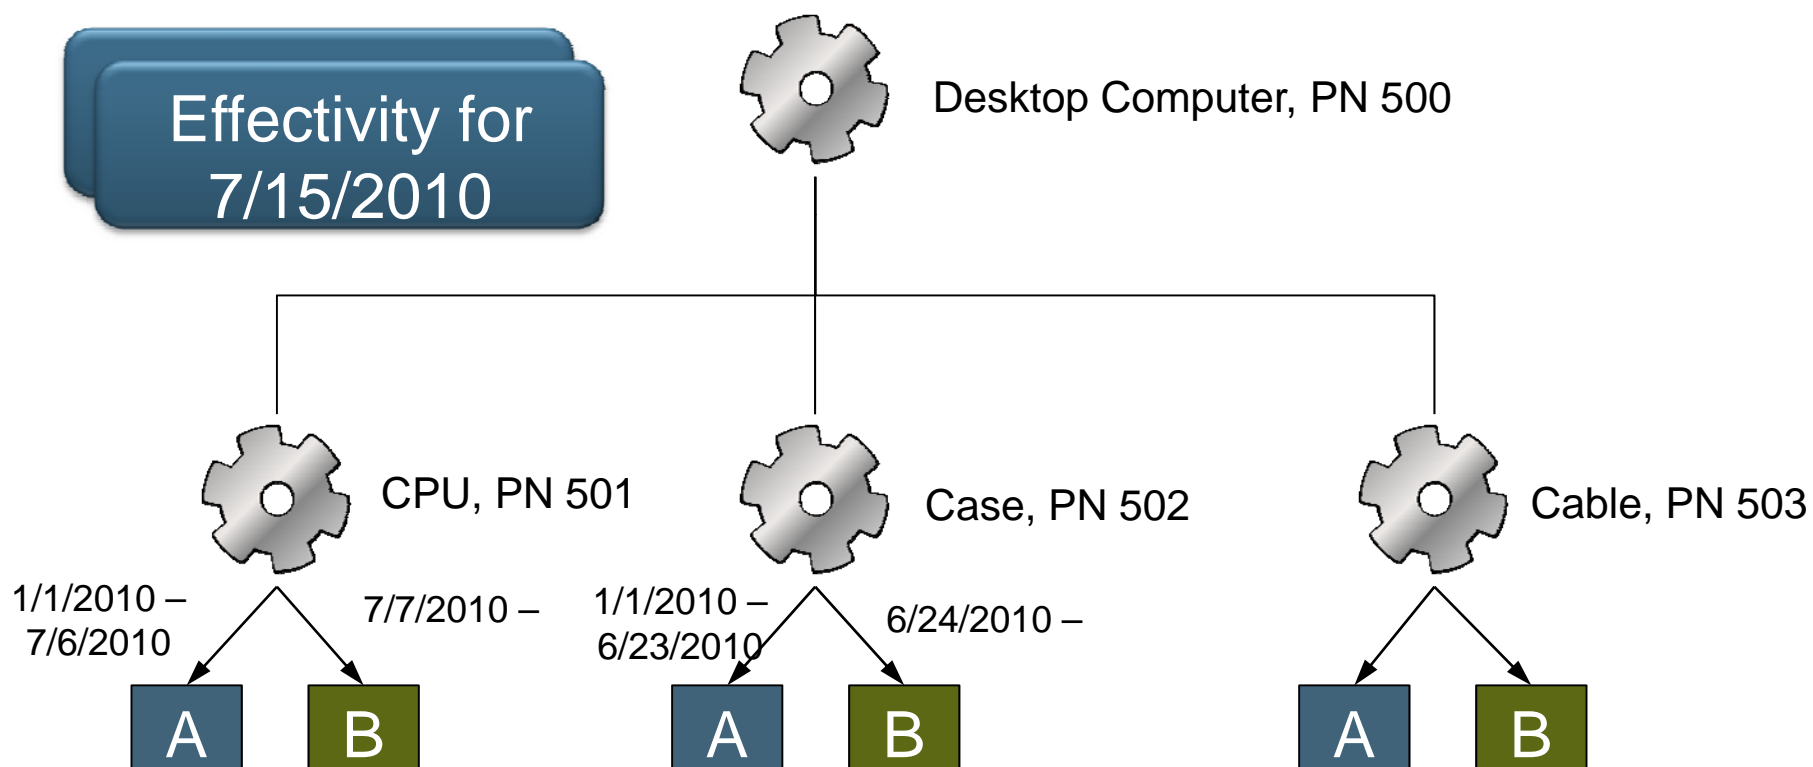 Effectivity for
7/15/2010
Desktop Computer, PN 500
CPU, PN 501
Case, PN 502
Cable, PN 503
1/1/2010 –
7/6/2010
7/7/2010 –
1/1/2010 –
6/23/2010
6/24/2010 –
A
B
A
B
A
B